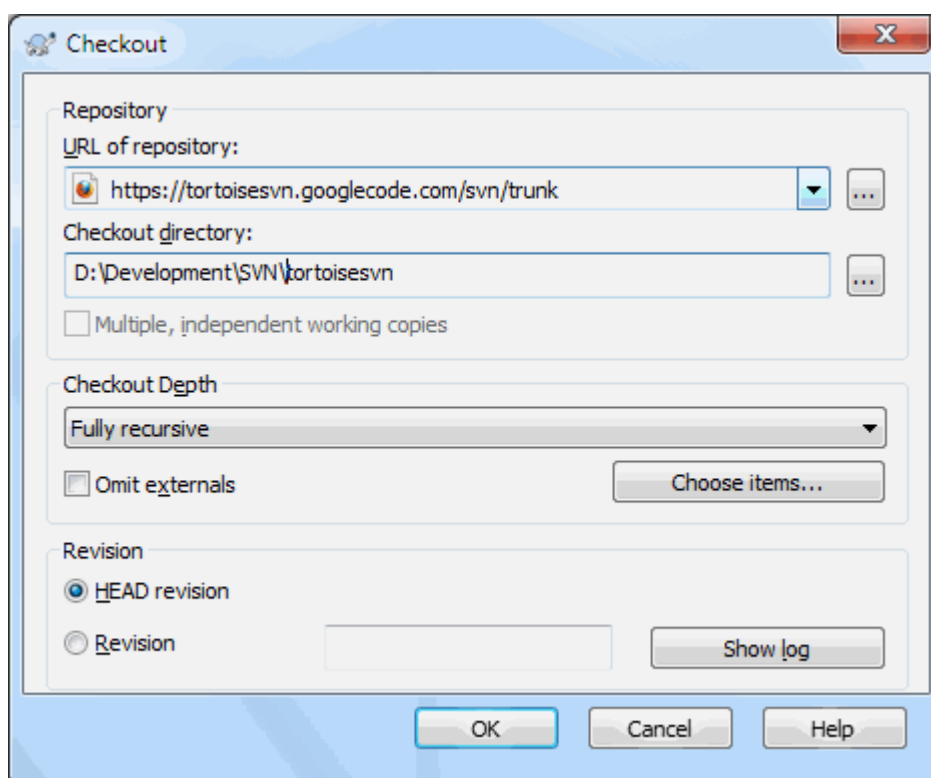 Checkout
Repository
URL of repository:
https://tortoisesvn.googlecode.com/svn/trunk
...
Checkout directory:
D:\Development\SVN\tortoisesvn
...
Multiple, independent working copies
Checkout Depth
Fully recursive
Omit externals
Choose items...
Revision
HEAD revision
Revision
Show log
OK
Cancel
Help